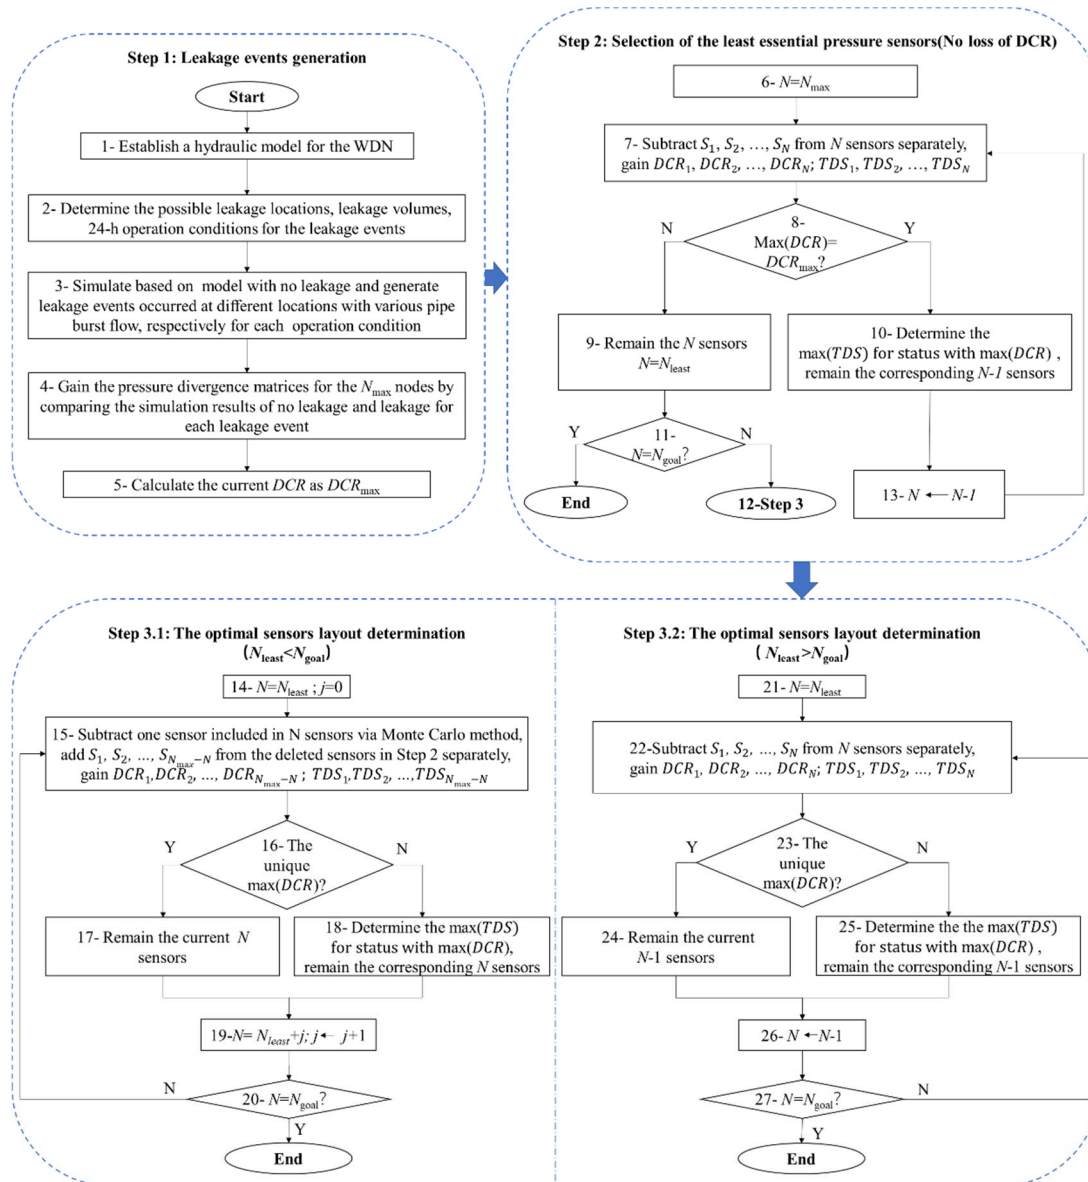 Step 1: Leakage events generation
Start
1- Establish a hydraulic model for the WDN
2- Determine the possible leakage locations, leakage volumes,
24-h operation conditions for the leakage events
3- Simulate based on model with no leakage and generate
leakage events occurred at different locations with various pipe
burst flow, respectively for each operation condition
4- Gain the pressure divergence matrices for the Nmax nodes by
comparing the simulation results of no leakage and leakage for
each leakage event
5- Calculate the current DCR as DCRmax
Step 2: Selection of the least essential pressure sensors(No loss of DCR)
6- N=Nmax
7- Subtract S1, S2, …, SN from N sensors separately,
gain DCR1, DCR2, …, DCRN; TDS1, TDS2, …, TDSN
8-
Max(DCR)=
DCRmax?
N
Y
9- Remain the N sensors
N=Nleast
10- Determine the
max(TDS) for status with max(DCR) ,
remain the corresponding N-1 sensors
11-
N=Ngoal?
Y
N
End
12-Step 3
13- N ← N-1
Step 3.1: The optimal sensors layout determination
(Nleast<Ngoal)
14- N=Nleast ; j=0
15- Subtract one sensor included in N sensors via Monte Carlo method,
add S1, S2, …, SNmax−N from the deleted sensors in Step 2 separately,
gain DCR1,DCR2, …, DCRNmax−N ; TDS1,TDS2, …,TDSNmax−N
16- The
unique
max(DCR)?
Y
N
17- Remain the current N
sensors
18- Determine the max(TDS)
for status with max(DCR),
remain the corresponding N sensors
19-N= Nleast+j; j← j+1
20- N=Ngoal?
N
Y
End
Step 3.2: The optimal sensors layout determination
( Nleast>Ngoal)
21- N=Nleast
22-Subtract S1, S2, …, SN from N sensors separately,
gain DCR1, DCR2, …, DCRN; TDS1, TDS2, …, TDSN
23- The
unique
max(DCR)?
Y
N
24- Remain the current
N-1 sensors
25- Determine the the max(TDS)
for status with max(DCR) ,
remain the corresponding N-1 sensors
26- N ←N-1
27- N=Ngoal?
N
Y
End